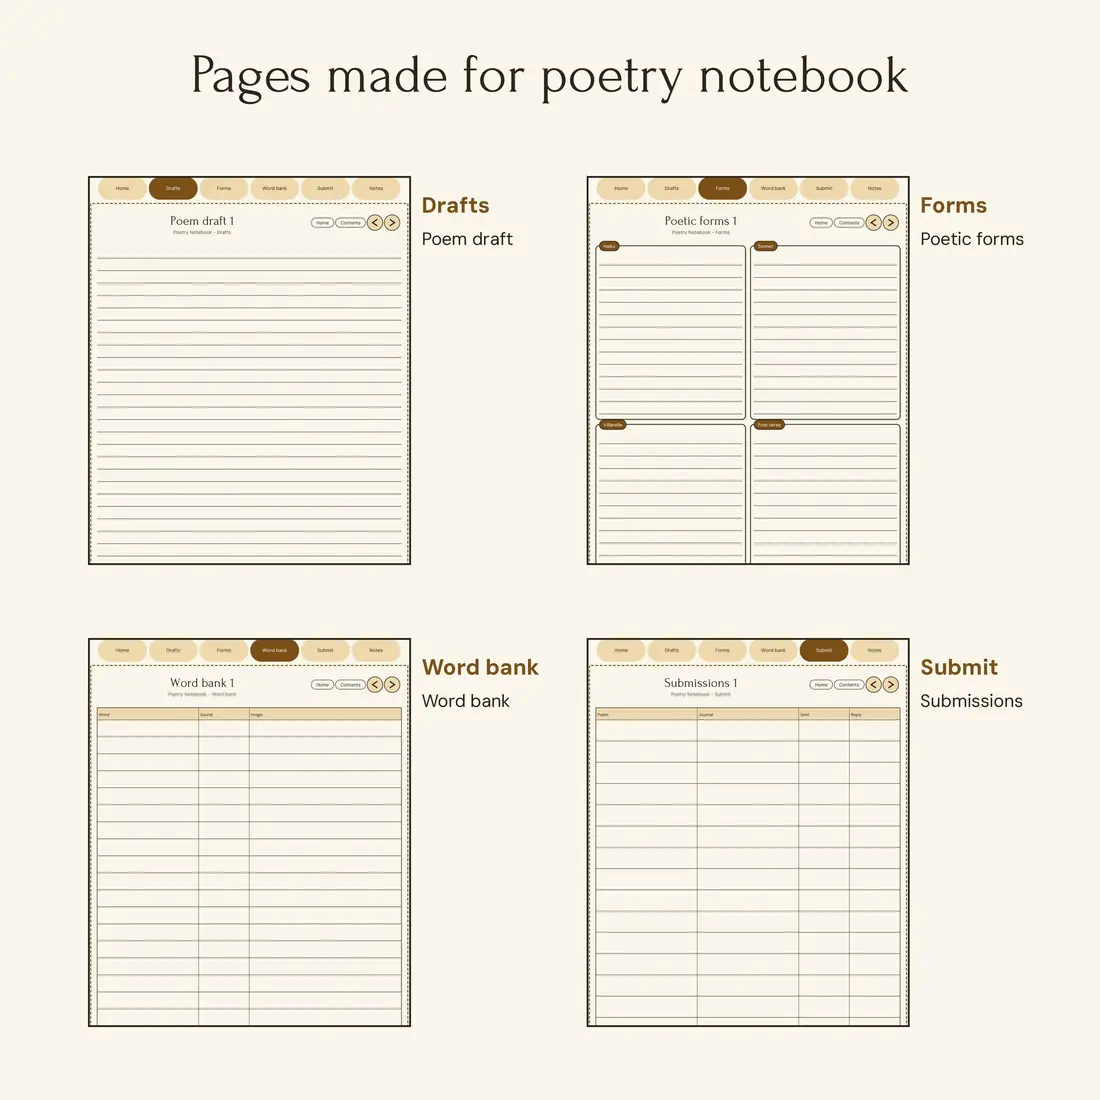 Pages made for poetry notebook
Home Drafts Forms Word bank Submit Notes
Poem draft 1
Poetry Notebook - Drafts
Home Contents < >
Drafts
Poem draft
Home Drafts Forms Word bank Submit Notes
Poetic forms 1
Poetry Notebook - Forms
Home Contents < >
Haiku Sonnet
Villanelle Free verse
Forms
Poetic forms
Home Drafts Forms Word bank Submit Notes
Word bank 1
Poetry Notebook - Word bank
Home Contents < >
Word Sound Image
Word bank
Word bank
Home Drafts Forms Word bank Submit Notes
Submissions 1
Poetry Notebook - Submit
Home Contents < >
Poem Journal Sent Reply
Submit
Submissions